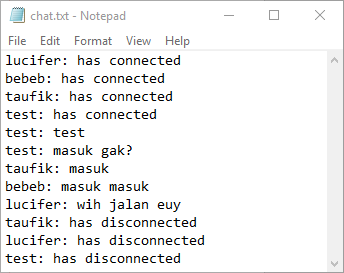 chat.txt - Notepad
File Edit Format View Help
lucifer: has connected
bebeb: has connected
taufik: has connected
test: has connected
test: test
test: masuk gak?
taufik: masuk
bebeb: masuk masuk
lucifer: wih jalan euy
taufik: has disconnected
lucifer: has disconnected
test: has disconnected